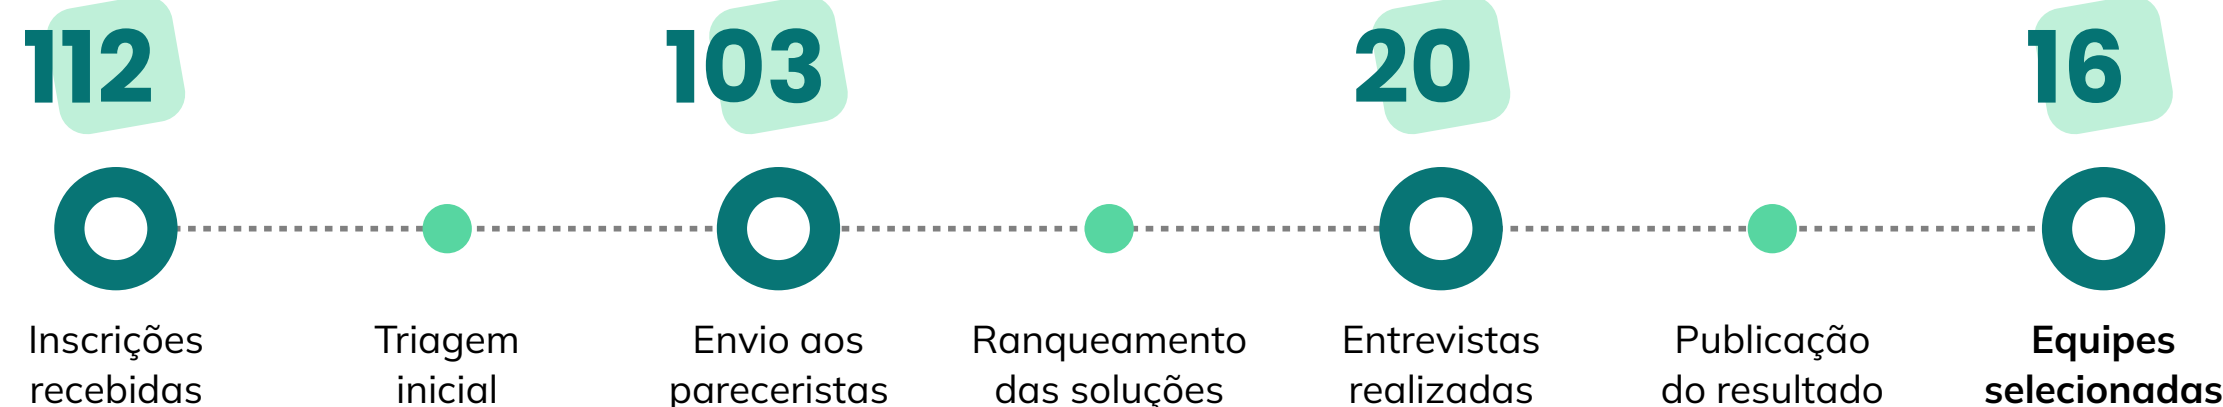 112
103
20
16
Inscrições
recebidas
Triagem
inicial
Envio aos
pareceristas
Ranqueamento
das soluções
Entrevistas
realizadas
Publicação
do resultado
Equipes
selecionadas